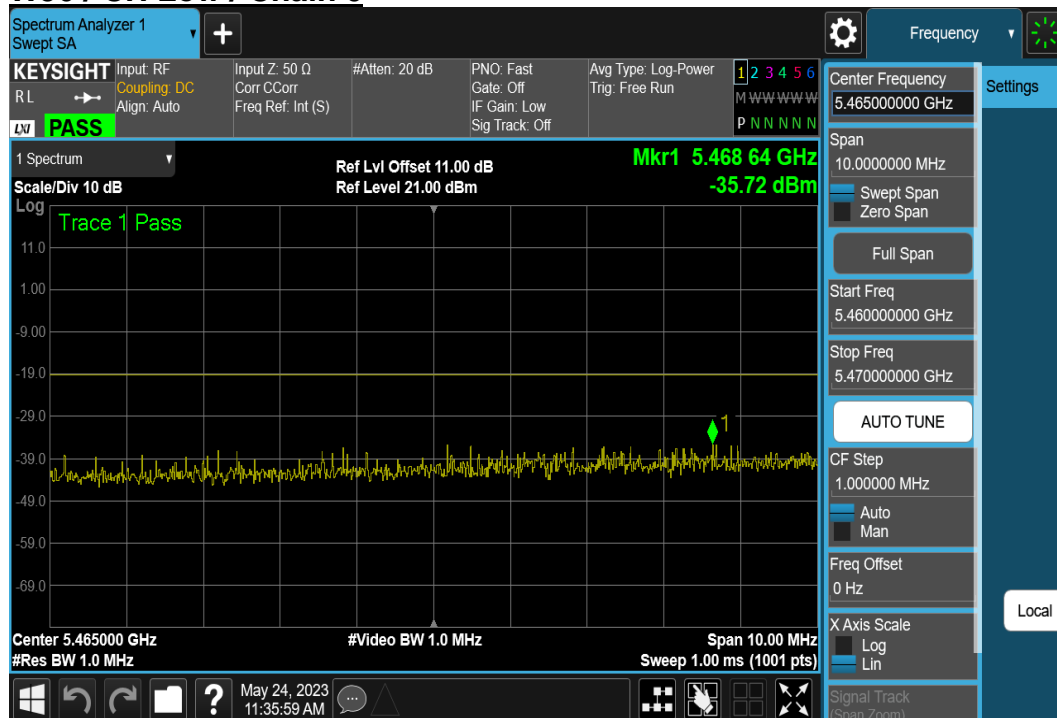 Spectrum Analyzer 1
Swept SA
Frequency
KEYSIGHT
R L
LXI
PASS
Input: RF
Coupling: DC
Align: Auto
Input Z: 50 Ω
Corr CCorr
Freq Ref: Int (S)
#Atten: 20 dB
PNO: Fast
Gate: Off
IF Gain: Low
Sig Track: Off
Avg Type: Log-Power
Trig: Free Run
1 2 3 4 5 6
M W W W W W
P N N N N N
1 Spectrum
Scale/Div 10 dB
Ref Lvl Offset 11.00 dB
Ref Level 21.00 dBm
Mkr1 5.468 64 GHz
-35.72 dBm
Log
Trace 1 Pass
11.0
1.00
-9.00
-19.0
-29.0
1
-39.0
-49.0
-59.0
-69.0
Center 5.465000 GHz
#Res BW 1.0 MHz
#Video BW 1.0 MHz
Span 10.00 MHz
Sweep 1.00 ms (1001 pts)
Center Frequency
5.465000000 GHz
Span
10.0000000 MHz
Swept Span
Zero Span
Full Span
Start Freq
5.460000000 GHz
Stop Freq
5.470000000 GHz
AUTO TUNE
CF Step
1.000000 MHz
Auto
Man
Freq Offset
0 Hz
X Axis Scale
Log
Lin
Signal Track
(Span Zoom)
Settings
Local
May 24, 2023
11:35:59 AM